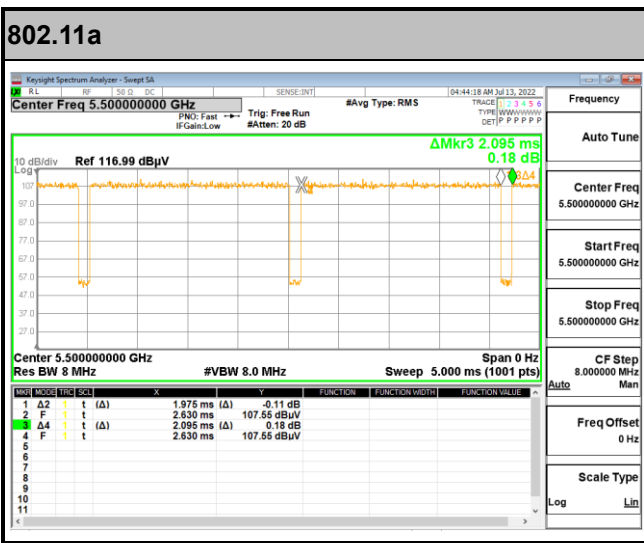 802.11a
Keysight Spectrum Analyzer - Swept SA
RL RF 50 Ω DC SENSE:INT 04:44:18 AM Jul 13, 2022
Center Freq 5.500000000 GHz #Avg Type: RMS TRACE 1 2 3 4 5 6
PNO: Fast Trig: Free Run TYPE WWWWWW
IFGain:Low #Atten: 20 dB DET P P P P P P
ΔMkr3 2.095 ms
10 dB/div Ref 116.99 dBµV 0.18 dB
Log
107
97.0
87.0
77.0
67.0
57.0
47.0
37.0
27.0
3Δ4
Center 5.500000000 GHz Span 0 Hz
Res BW 8 MHz #VBW 8.0 MHz Sweep 5.000 ms (1001 pts)
MKR MODE TRC SCL X Y FUNCTION FUNCTION WIDTH FUNCTION VALUE
1 Δ2 1 t (Δ) 1.975 ms (Δ) -0.11 dB
2 F 1 t 2.630 ms 107.55 dBµV
3 Δ4 1 t (Δ) 2.095 ms (Δ) 0.18 dB
4 F 1 t 2.630 ms 107.55 dBµV
5
6
7
8
9
10
11
Frequency
Auto Tune
Center Freq
5.500000000 GHz
Start Freq
5.500000000 GHz
Stop Freq
5.500000000 GHz
CF Step
8.000000 MHz
Auto Man
Freq Offset
0 Hz
Scale Type
Log Lin